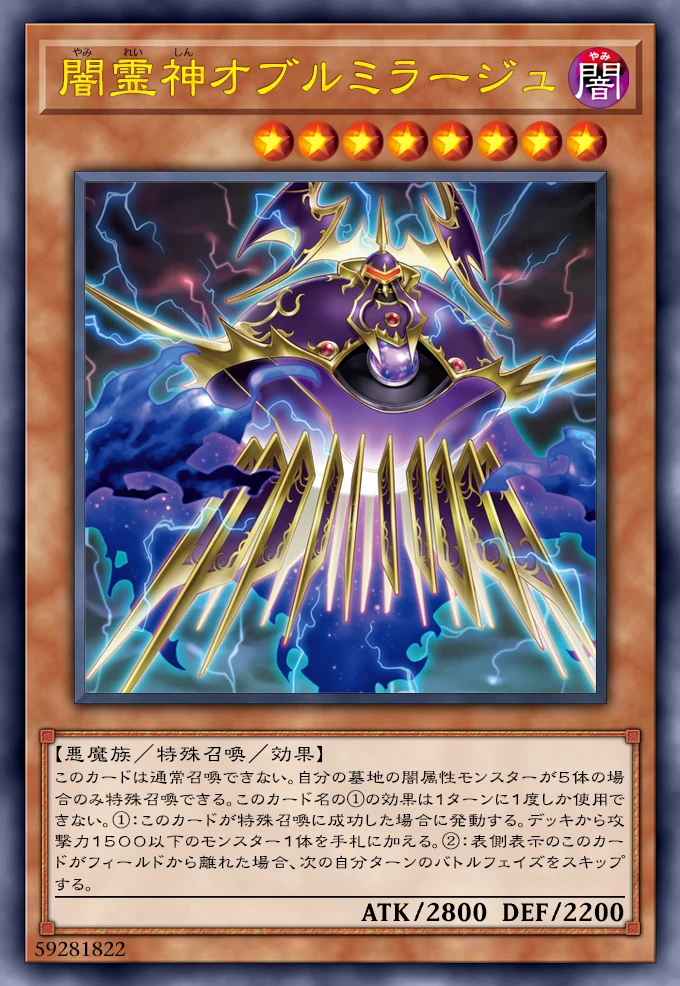 やみ れい しん
闇霊神オブルミラージュ
やみ
闇
【悪魔族／特殊召喚／効果】
このカードは通常召喚できない。自分の墓地の闇属性モンスターが５体の場
合のみ特殊召喚できる。このカード名の①の効果は１ターンに１度しか使用で
きない。①：このカードが特殊召喚に成功した場合に発動する。デッキから攻
撃力１５００以下のモンスター１体を手札に加える。②：表側表示のこのカー
ドがフィールドから離れた場合、次の自分ターンのバトルフェイズをスキップ
する。
ATK/2800 DEF/2200
59281822